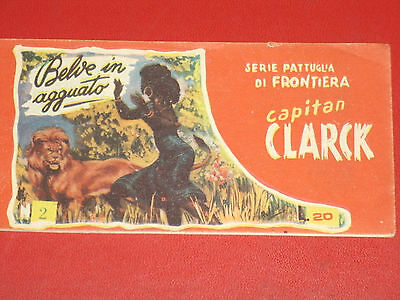 Belve in
agguato
SERIE PATTUGLIA
DI FRONTIERA
capitan
CLARCK
N 2
L. 20